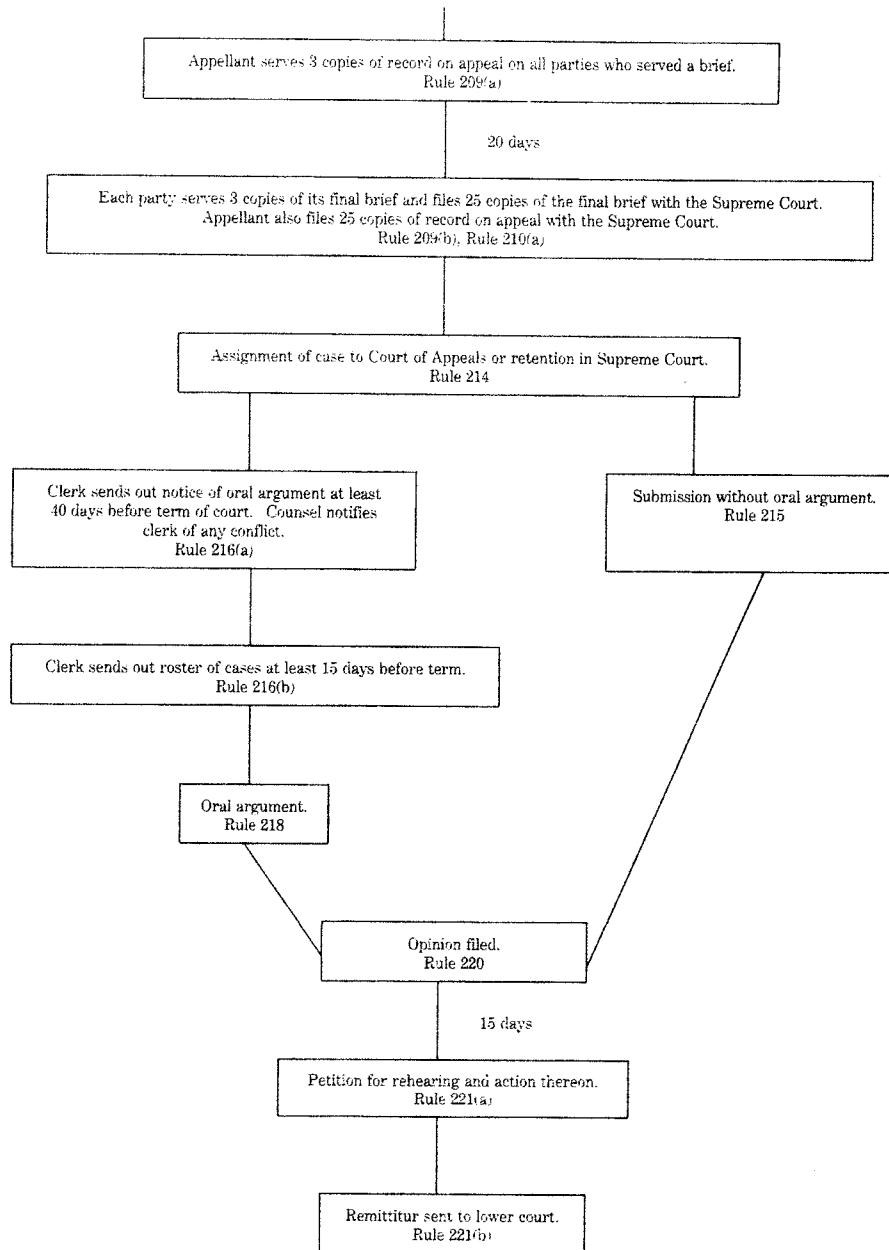 Appellant serves 3 copies of record on appeal on all parties who served a brief.
Rule 209(a)
20 days
Each party serves 3 copies of its final brief and files 25 copies of the final brief with the Supreme Court.
Appellant also files 25 copies of record on appeal with the Supreme Court.
Rule 209(b), Rule 210(a)
Assignment of case to Court of Appeals or retention in Supreme Court.
Rule 214
Clerk sends out notice of oral argument at least
40 days before term of court. Counsel notifies
clerk of any conflict.
Rule 216(a)
Submission without oral argument.
Rule 215
Clerk sends out roster of cases at least 15 days before term.
Rule 216(b)
Oral argument.
Rule 218
Opinion filed.
Rule 220
15 days
Petition for rehearing and action thereon.
Rule 221(a)
Remittitur sent to lower court.
Rule 221(b)